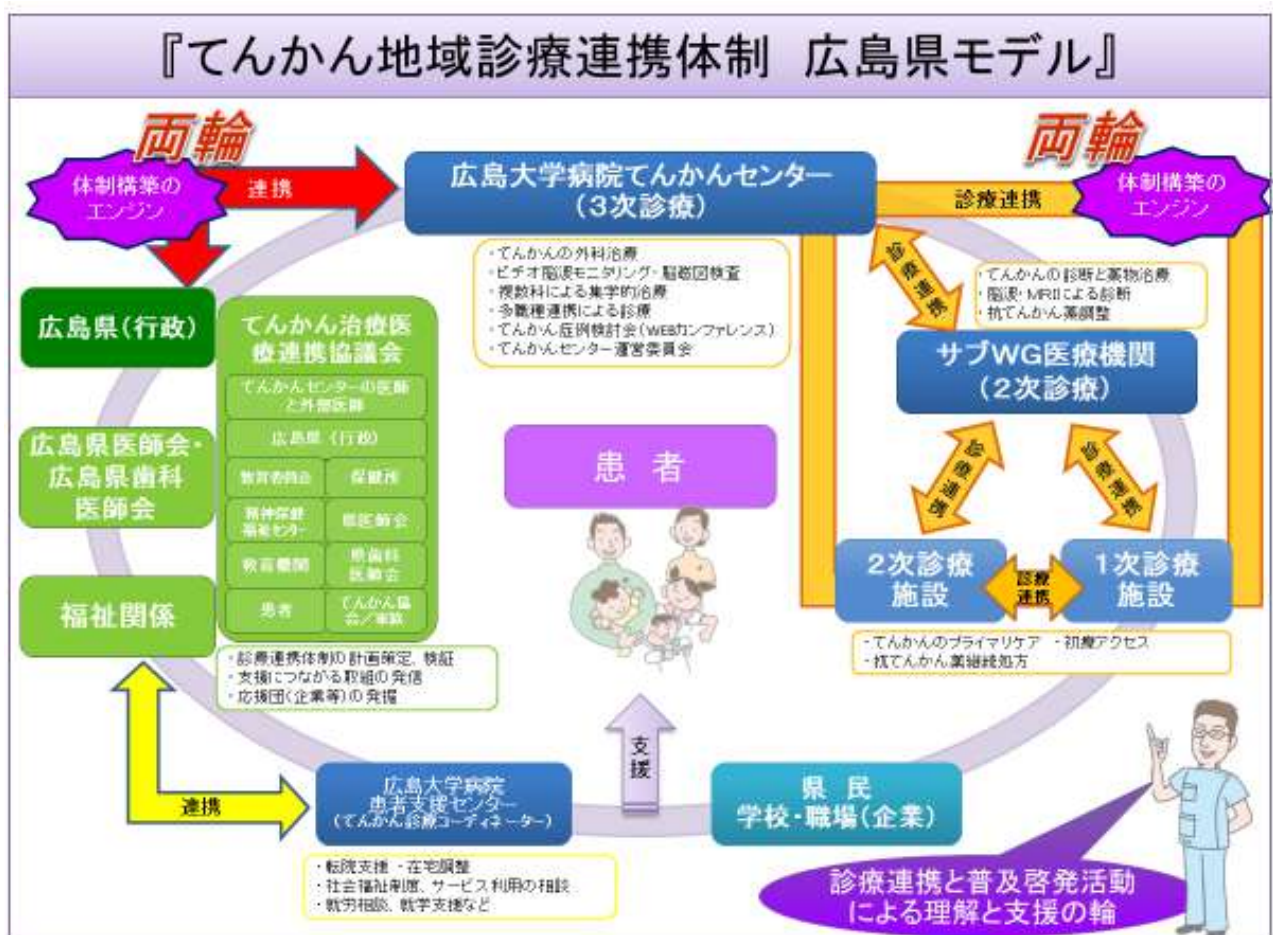 『てんかん地域診療連携体制 広島県モデル』
両輪
体制構築の
エンジン
連携
広島大学病院てんかんセンター
(3次診療)
診療連携
両輪
体制構築の
エンジン
・てんかんの外科治療
・ビデオ脳波モニタリング・脳磁図検査
・複数科による集学的治療
・多職種連携による診療
・てんかん症例検討会(WEBカンファレンス)
・てんかんセンター運営委員会
診療連携
・てんかんの診断と薬物治療
・脳波・MRIによる診断
・抗てんかん薬調整
サブWG医療機関
(2次診療)
広島県(行政)
広島県医師会・
広島県歯科
医師会
福祉関係
てんかん治療医
療連携協議会
てんかんセンターの医師
と外部医師
広島県(行政)
教育委員会
保健所
精神保健
福祉センター
県医師会
教育機関
県歯科
医師会
患者
てんかん協
会/家族
・診療連携体制の計画確定、検証
・支援につながる取組の発信
・応援団(企業等)の発掘
患者
診療連携
診療連携
2次診療
施設
診療
連携
1次診療
施設
・てんかんのプライマリケア ・初療アクセス
・抗てんかん薬継続処方
連携
広島大学病院
患者支援センター
(てんかん診療コーディネーター)
・転院支援 ・在宅調整
・社会福祉制度、サービス利用の相談
・就労相談、就学支援など
支援
県民
学校・職場(企業)
診療連携と普及啓発活動
による理解と支援の輪